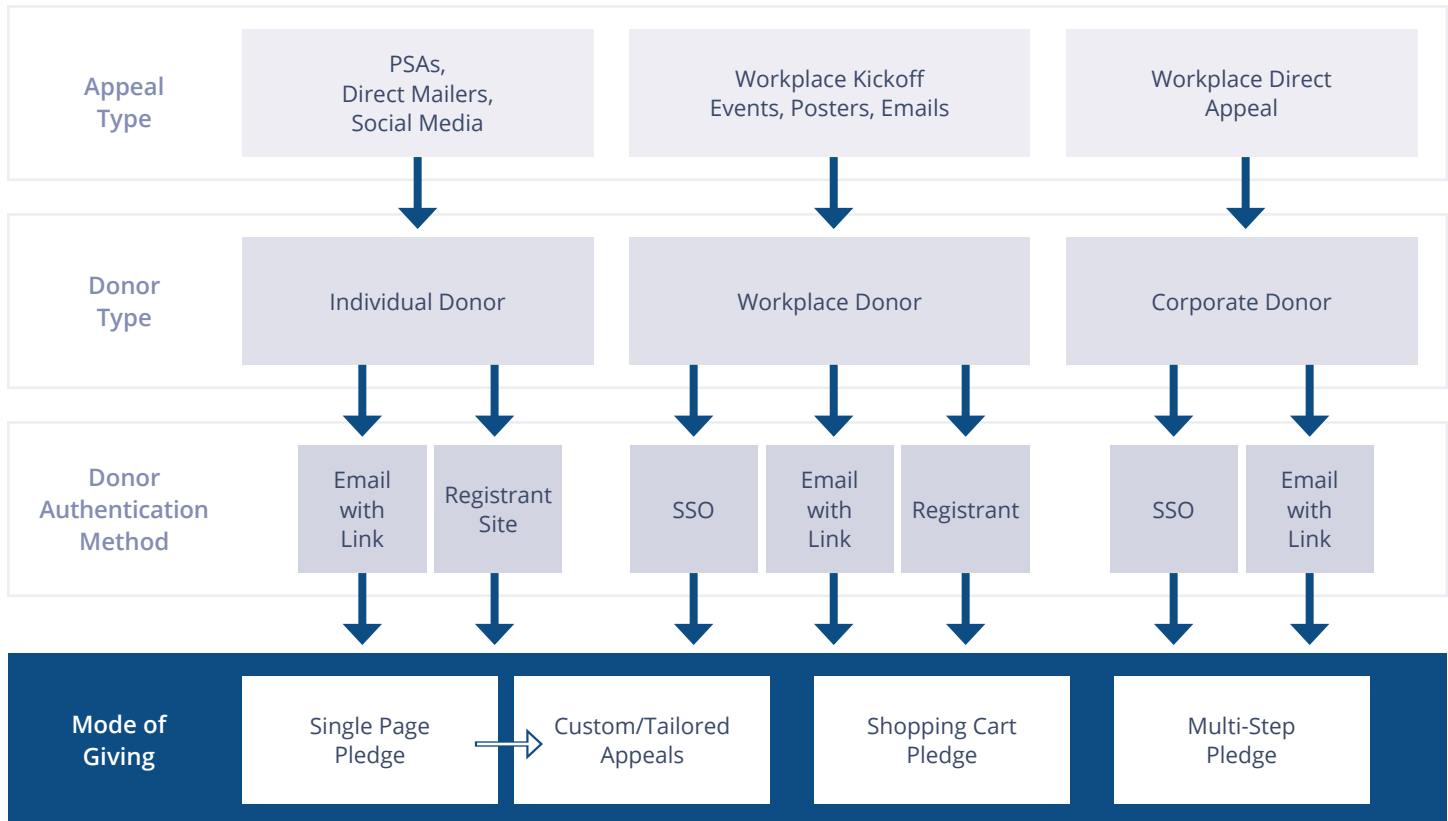 Appeal
Type
PSAs,
Direct Mailers,
Social Media
Workplace Kickoff
Events, Posters, Emails
Workplace Direct
Appeal
Donor
Type
Individual Donor
Workplace Donor
Corporate Donor
Donor
Authentication
Method
Email
with
Link
Registrant
Site
SSO
Email
with
Link
Registrant
SSO
Email
with
Link
Mode of
Giving
Single Page
Pledge
Custom/Tailored
Appeals
Shopping Cart
Pledge
Multi-Step
Pledge